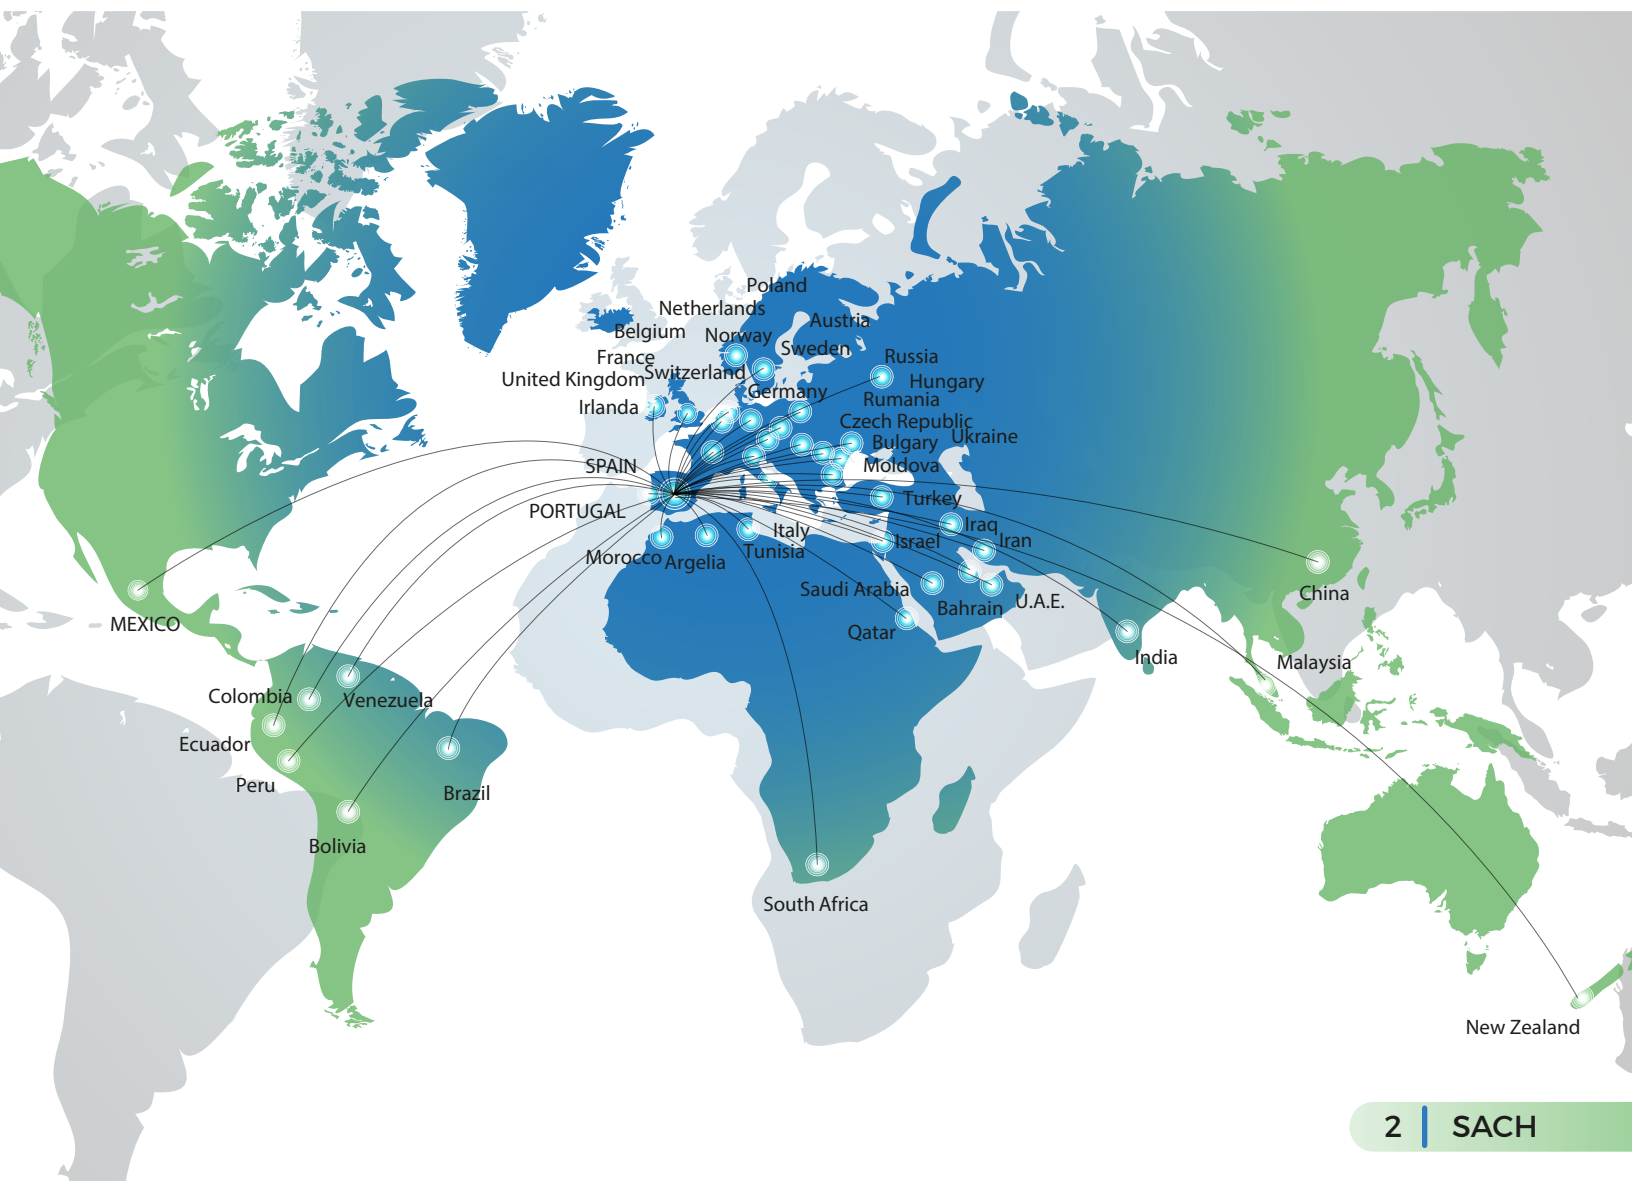 Poland
Netherlands
Austria
Belgium
Norway
Sweden
France
Russia
Switzerland
United Kingdom
Hungary
Germany
Rumania
Irlanda
Czech Republic
Ukraine
Bulgary
SPAIN
Moldova
Turkey
PORTUGAL
Iraq
Italy
Israel
Iran
Tunisia
Morocco
Argelia
Saudi Arabia
China
U.A.E.
Bahrain
MEXICO
Qatar
India
Malaysia
Colombia
Venezuela
Ecuador
Peru
Brazil
Bolivia
South Africa
New Zealand
2 | SACH